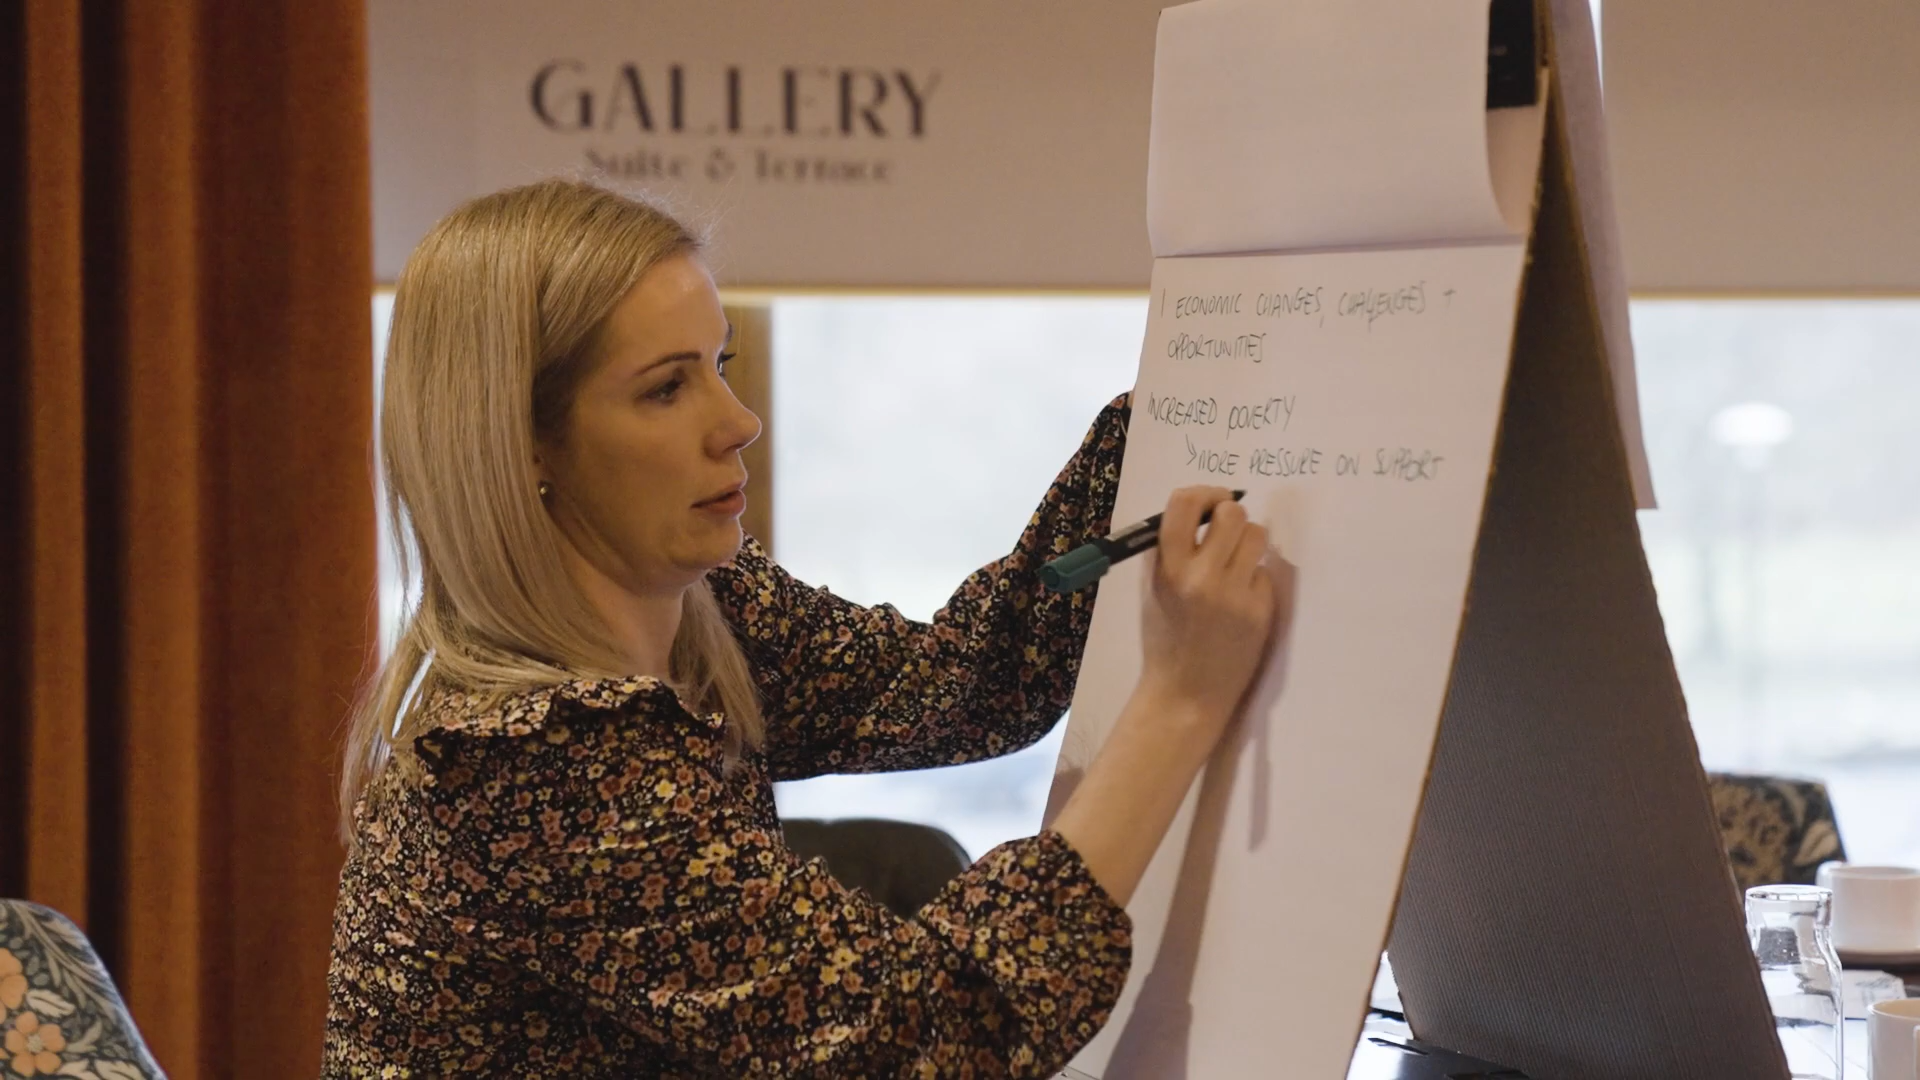 GALLERY
Suite & Terrace
1 ECONOMIC CHANGES, CHALLENGES +
OPPORTUNITIES
INCREASED POVERTY
MORE PRESSURE ON SUPPORT